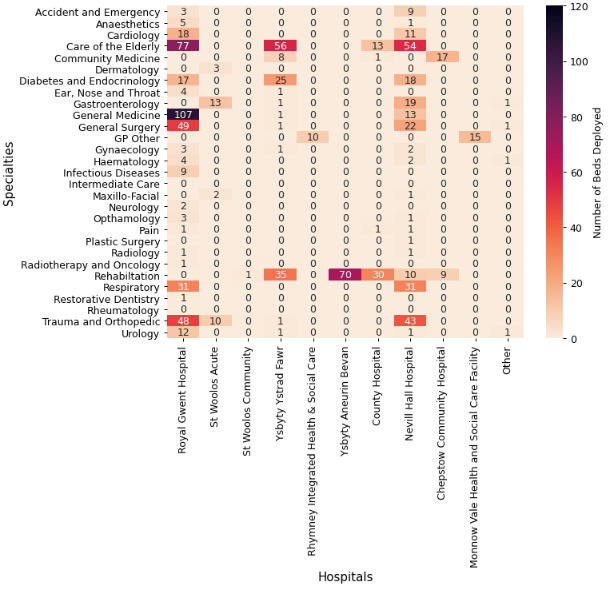 Accident and Emergency 3 0 0 0 0 0 0 9 0 0 0
Anaesthetics 5 0 0 0 0 0 0 1 0 0 0
Cardiology 18 0 0 0 0 0 0 11 0 0 0
Care of the Elderly 77 0 0 56 0 0 13 54 0 0 0
Community Medicine 0 0 0 8 0 0 1 0 17 0 0
Dermatology 0 3 0 0 0 0 0 0 0 0 0
Diabetes and Endocrinology 17 0 0 25 0 0 0 18 0 0 0
Ear, Nose and Throat 4 0 0 0 0 0 0 0 0 0 0
Gastroenterology 0 13 0 1 0 0 0 19 0 0 1
General Medicine 107 0 0 1 0 0 0 13 0 0 0
General Surgery 49 0 0 1 0 0 0 22 0 0 1
GP Other 0 0 0 0 10 0 0 0 0 15 0
Gynaecology 3 0 0 1 0 0 0 2 0 0 0
Haematology 4 0 0 0 0 0 0 2 0 0 1
Infectious Diseases 9 0 0 0 0 0 0 0 0 0 0
Intermediate Care 0 0 0 0 0 0 0 0 0 0 0
Maxillo-Facial 0 2 0 0 0 0 0 1 0 0 0
Neurology 2 0 0 0 0 0 0 0 0 0 0
Opthamology 3 0 0 0 0 0 0 1 0 0 0
Pain 1 0 0 0 0 0 1 1 0 0 0
Plastic Surgery 0 0 0 0 0 0 0 1 0 0 0
Radiology 1 0 0 0 0 0 0 1 0 0 0
Radiotherapy and Oncology 1 0 0 0 0 0 0 0 0 0 0
Rehabiltation 0 0 1 35 0 70 30 10 9 0 0
Respiratory 31 0 0 0 0 0 0 31 0 0 0
Restorative Dentistry 1 0 0 0 0 0 0 0 0 0 0
Rheumatology 0 0 0 0 0 0 0 0 0 0 0
Trauma and Orthopedic 48 10 0 1 0 0 0 43 0 0 0
Urology 12 0 0 1 0 0 0 1 0 0 1
Specialties
Royal Gwent Hospital
St Woolos Acute
St Woolos Community
Ysbyty Ystrad Fawr
Rhymney Integrated Health & Social Care
Ysbyty Aneurin Bevan
County Hospital
Nevill Hall Hospital
Chepstow Community Hospital
Monnow Vale Health and Social Care Facility
Other
Hospitals
120
100
80
60
40
20
0
Number of Beds Deployed